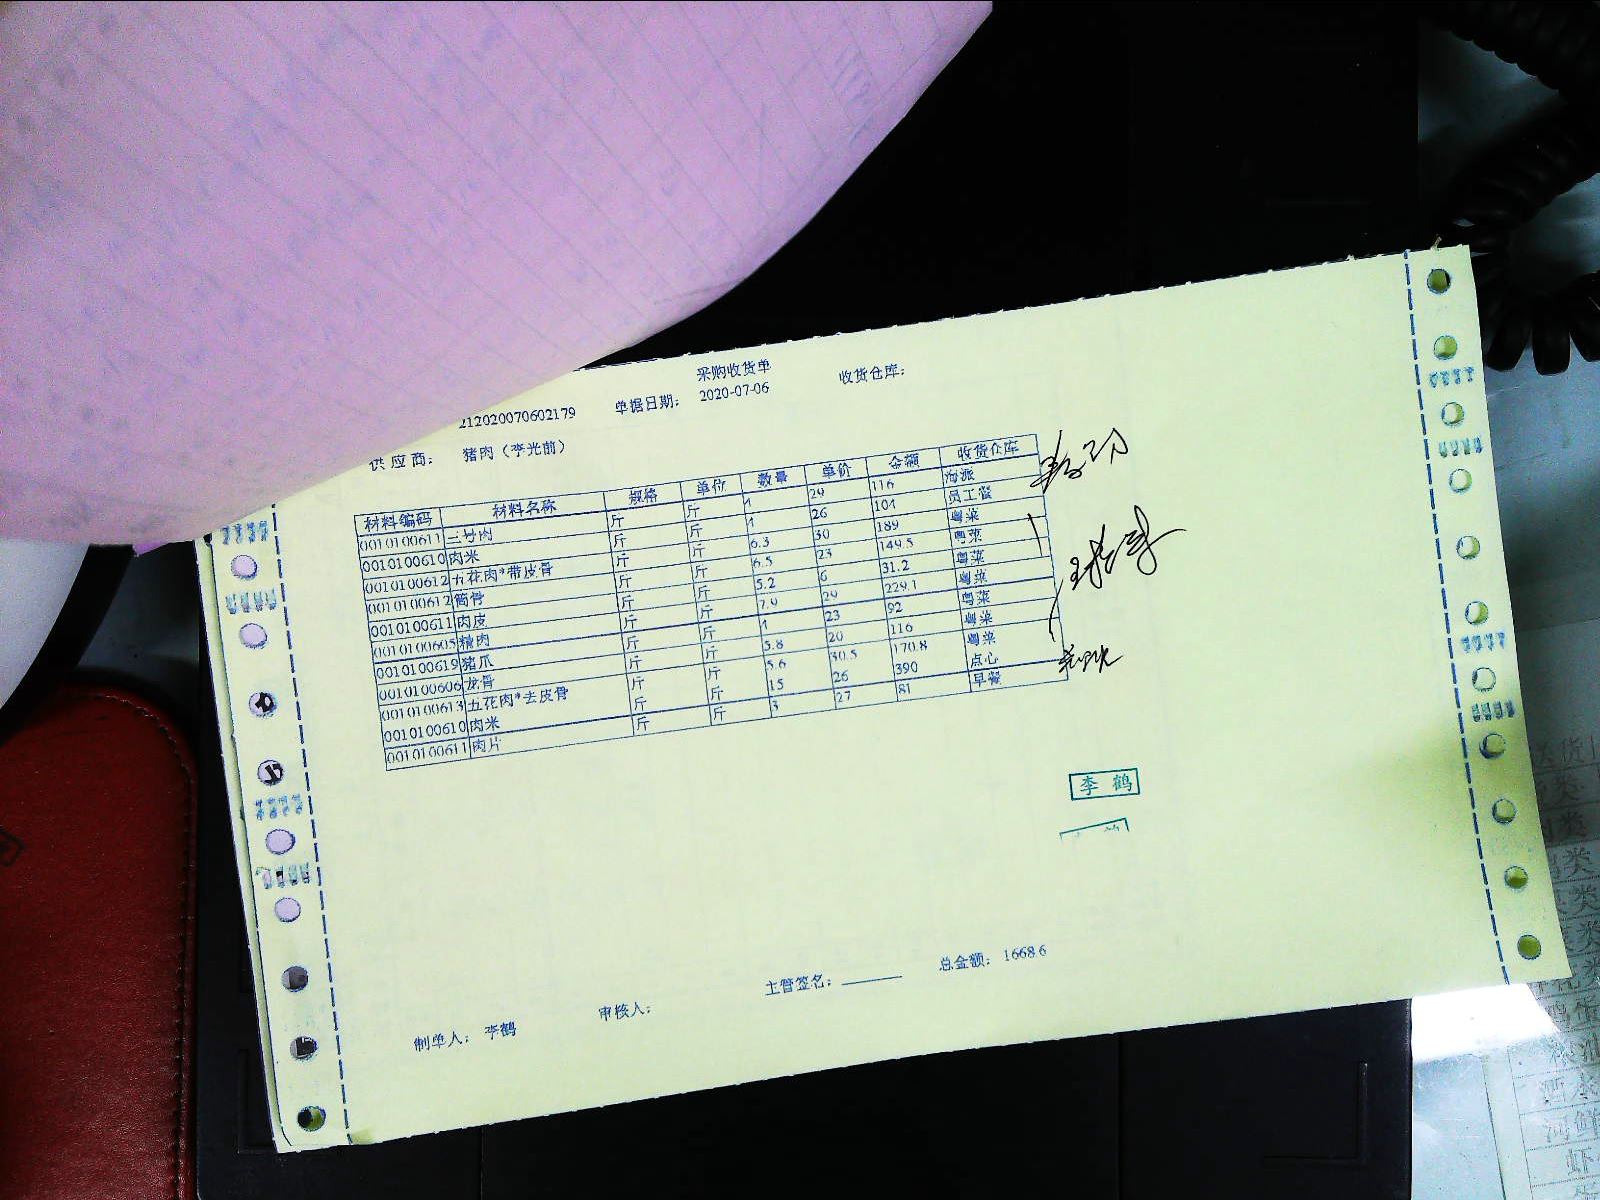 采购收货单
212020070602179 单据日期： 2020-07-06 收货仓库：
供应商： 猪肉（李光前）
材料编码 材料名称 规格 单位 数量 单价 金额 收货仓库
0010100611 三号肉 斤 斤 4 29 116 海派
0010100610 肉米 斤 斤 4 26 104 员工餐
0010100612 五花肉*带皮骨 斤 斤 6.3 30 189 粤菜
0010100612 筒骨 斤 斤 6.5 23 149.5 粤菜
0010100611 肉皮 斤 斤 5.2 6 31.2 粤菜
0010100605 精肉 斤 斤 7.9 29 229.1 粤菜
0010100619 猪爪 斤 斤 4 23 92 粤菜
0010100606 龙骨 斤 斤 5.8 20 116 粤菜
0010100613 五花肉*去皮骨 斤 斤 5.6 30.5 170.8 粤菜
0010100610 肉米 斤 斤 15 26 390 点心
0010100611 肉片 斤 斤 3 27 81 早餐
李鹤
制单人： 李鹤 审核人： 主管签名： 总金额： 1668.6